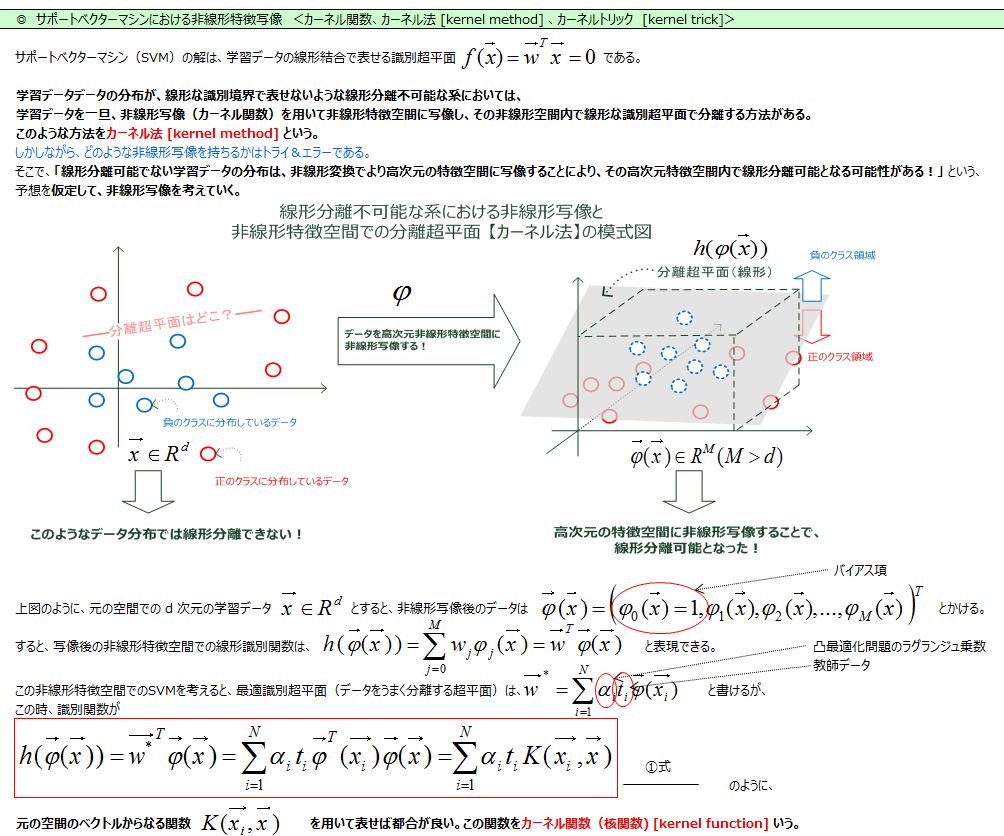 ◎ サポートベクターマシンにおける非線形特徴写像 <カーネル関数、カーネル法 [kernel method] 、カーネルトリック [kernel trick]>
サポートベクターマシン（SVM）の解は、学習データの線形結合で表せる識別超平面 $f(\vec{x}) = \vec{w}^T \vec{x} = 0$ である。
学習データデータの分布が、線形な識別境界で表せないような線形分離不可能な系においては、
学習データを一旦、非線形写像（カーネル関数）を用いて非線形特徴空間に写像し、その非線形空間内で線形な識別超平面で分離する方法がある。
このような方法をカーネル法 [kernel method] という。
しかしながら、どのような非線形写像を持ちるかはトライ＆エラーである。
そこで、「線形分離可能でない学習データの分布は、非線形変換でより高次元の特徴空間に写像することにより、その高次元特徴空間内で線形分離可能となる可能性がある！」という、
予想を仮定して、非線形写像を考えていく。
線形分離不可能な系における非線形写像と
非線形特徴空間での分離超平面【カーネル法】の模式図
分離超平面はどこ？
負のクラスに分布しているデータ
$\vec{x} \in R^d$
正のクラスに分布しているデータ
このようなデータ分布では線形分離できない！
$\varphi$
データを高次元非線形特徴空間に
非線形写像する！
$h(\varphi(\vec{x}))$
分離超平面（線形）
負のクラス領域
正のクラス領域
$\vec{\varphi}(\vec{x}) \in R^M (M > d)$
高次元の特徴空間に非線形写像することで、
線形分離可能となった！
バイアス項
上図のように、元の空間での d 次元の学習データ $\vec{x} \in R^d$ とすると、非線形写像後のデータは $\vec{\varphi}(\vec{x}) = (\varphi_0(\vec{x}) = 1, \varphi_1(\vec{x}), \varphi_2(\vec{x}), ..., \varphi_M(\vec{x}))^T$ とかける。
すると、写像後の非線形特徴空間での線形識別関数は、 $h(\vec{\varphi}(\vec{x})) = \sum_{j=0}^{M} w_j \varphi_j(\vec{x}) = \vec{w}^T \vec{\varphi}(\vec{x})$ と表現できる。
凸最適化問題のラグランジュ乗数
教師データ
この非線形特徴空間でのSVMを考えると、最適識別超平面（データをうまく分離する超平面）は、 $\vec{w}^* = \sum_{i=1}^{N} \alpha_i t_i \vec{\varphi}(\vec{x_i})$ と書けるが、
この時、識別関数が
$h(\vec{\varphi}(\vec{x})) = \vec{w^*}^T \vec{\varphi}(\vec{x}) = \sum_{i=1}^{N} \alpha_i t_i \vec{\varphi}^T(\vec{x_i}) \vec{\varphi}(\vec{x}) = \sum_{i=1}^{N} \alpha_i t_i K(\vec{x_i}, \vec{x})$ ①式 のように、
元の空間のベクトルからなる関数 $K(\vec{x_i}, \vec{x})$ を用いて表せば都合が良い。この関数をカーネル関数（核関数) [kernel function] いう。